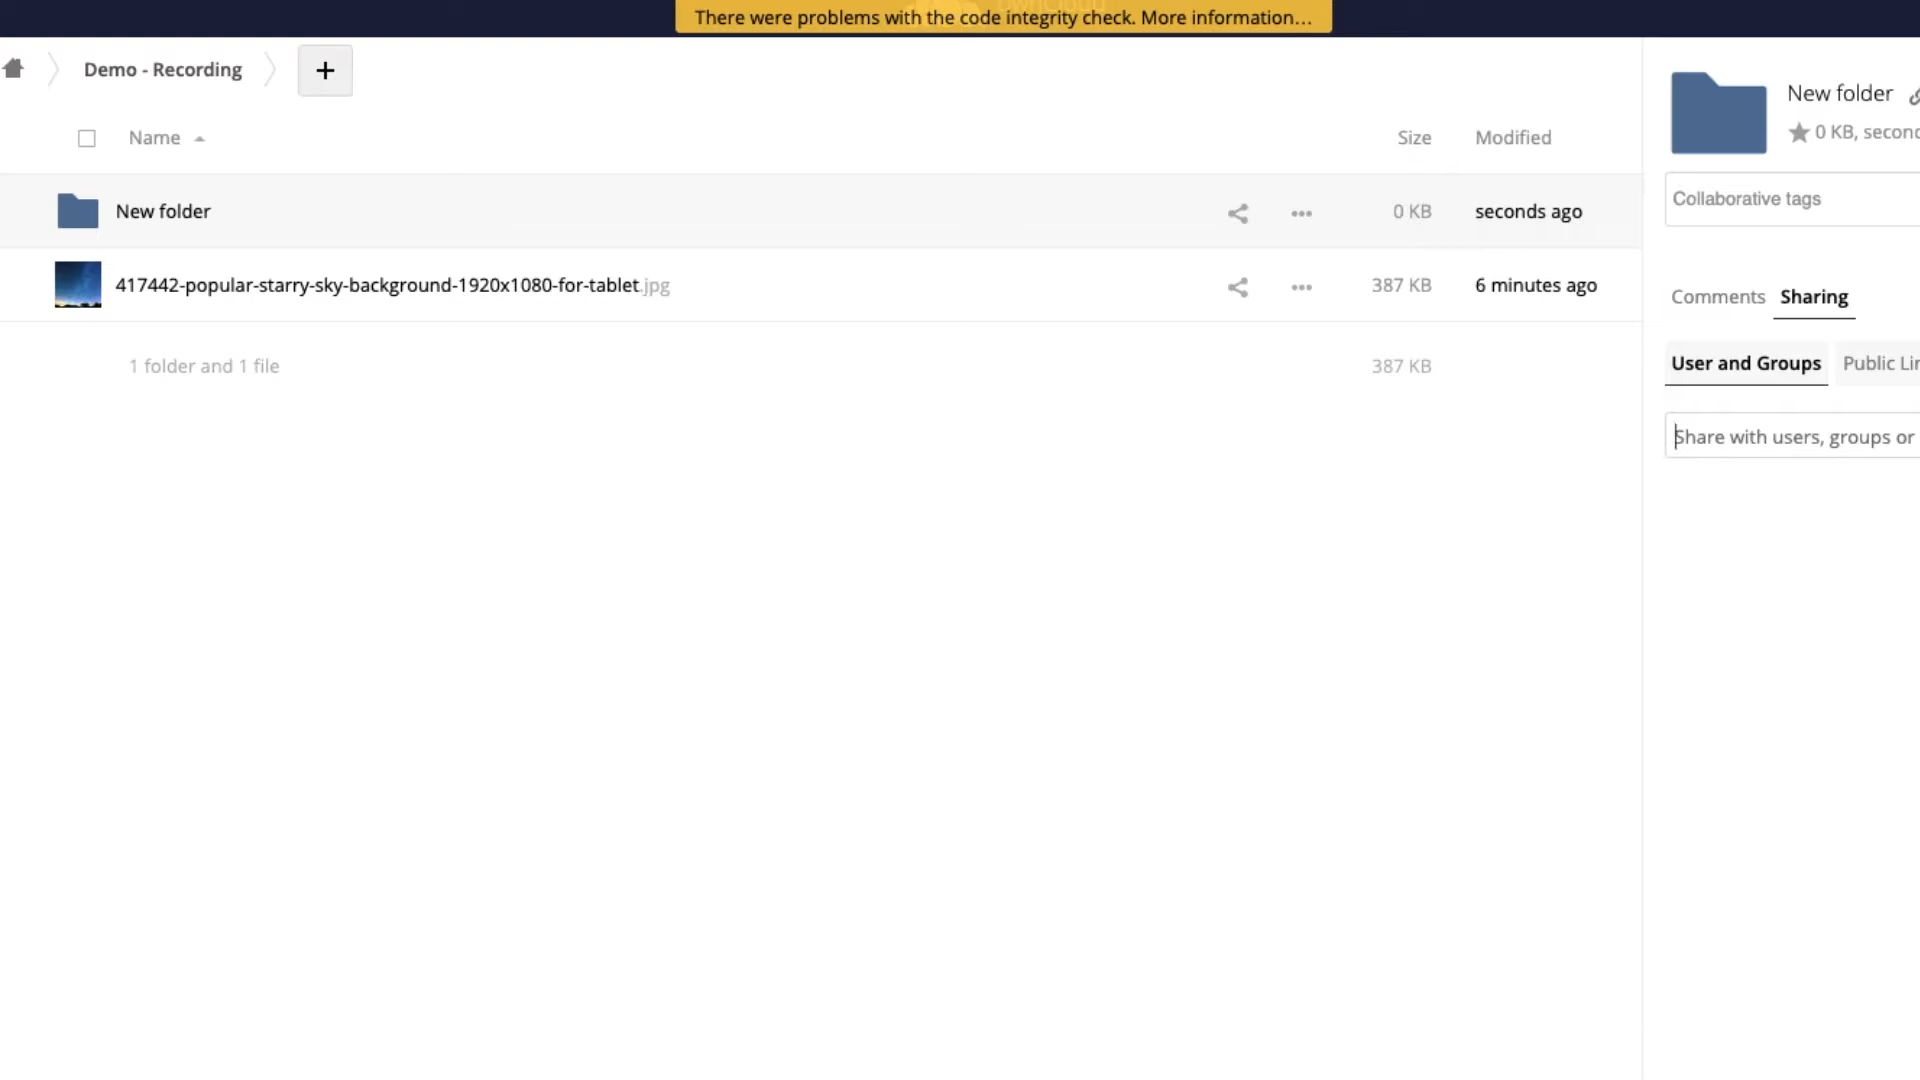 There were problems with the code integrity check. More information...
Demo - Recording
+
Name
Size
Modified
New folder
0 KB
seconds ago
417442-popular-starry-sky-background-1920x1080-for-tablet.jpg
387 KB
6 minutes ago
1 folder and 1 file
387 KB
New folder
0 KB, secon
Collaborative tags
Comments
Sharing
User and Groups
Public Li
Share with users, groups or